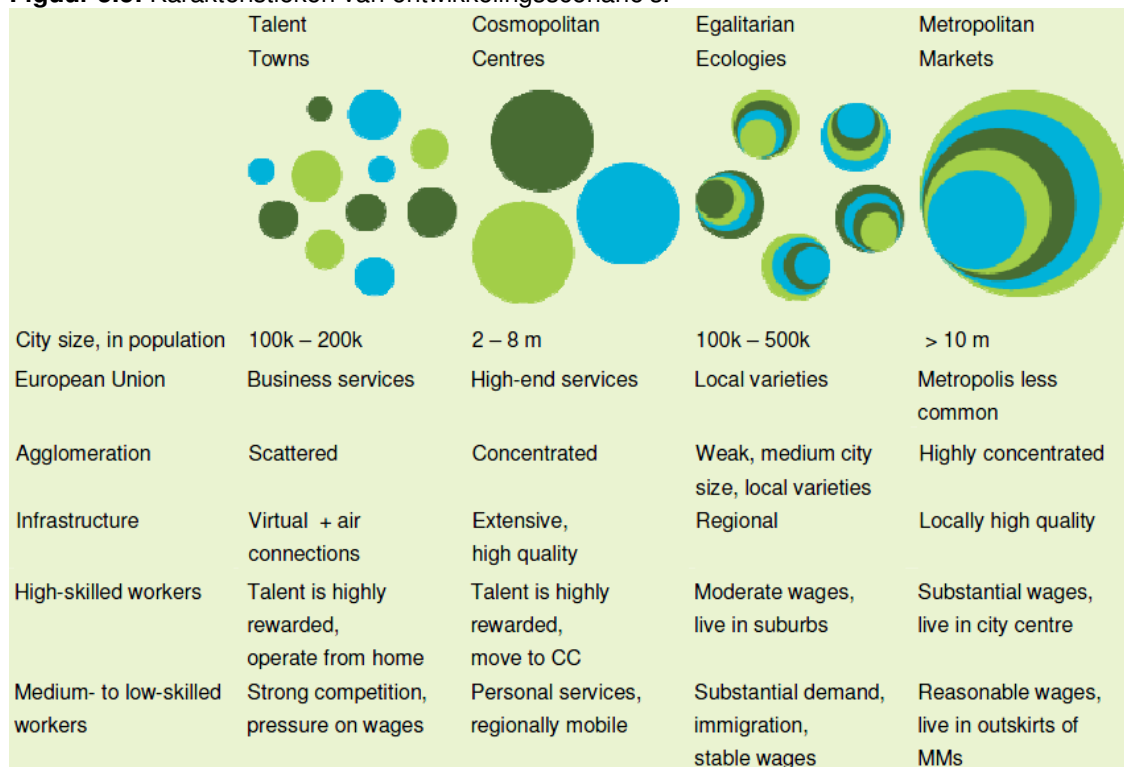 Figuur Karakteristieken van ontwikkelingsscenario's.
Talent Cosmopolitan Egalitarian Metropolitan
Towns Centres Ecologies Markets
City size, in population 100k – 200k 2 – 8 m 100k – 500k > 10 m
European Union Business services High-end services Local varieties Metropolis less
common
Agglomeration Scattered Concentrated Weak, medium city Highly concentrated
size, local varieties
Infrastructure Virtual + air Extensive, Regional Locally high quality
connections high quality
High-skilled workers Talent is highly Talent is highly Moderate wages, Substantial wages,
rewarded, rewarded, live in suburbs live in city centre
operate from home move to CC
Medium- to low-skilled Strong competition, Personal services, Substantial demand, Reasonable wages,
workers pressure on wages regionally mobile immigration, live in outskirts of
stable wages MMs